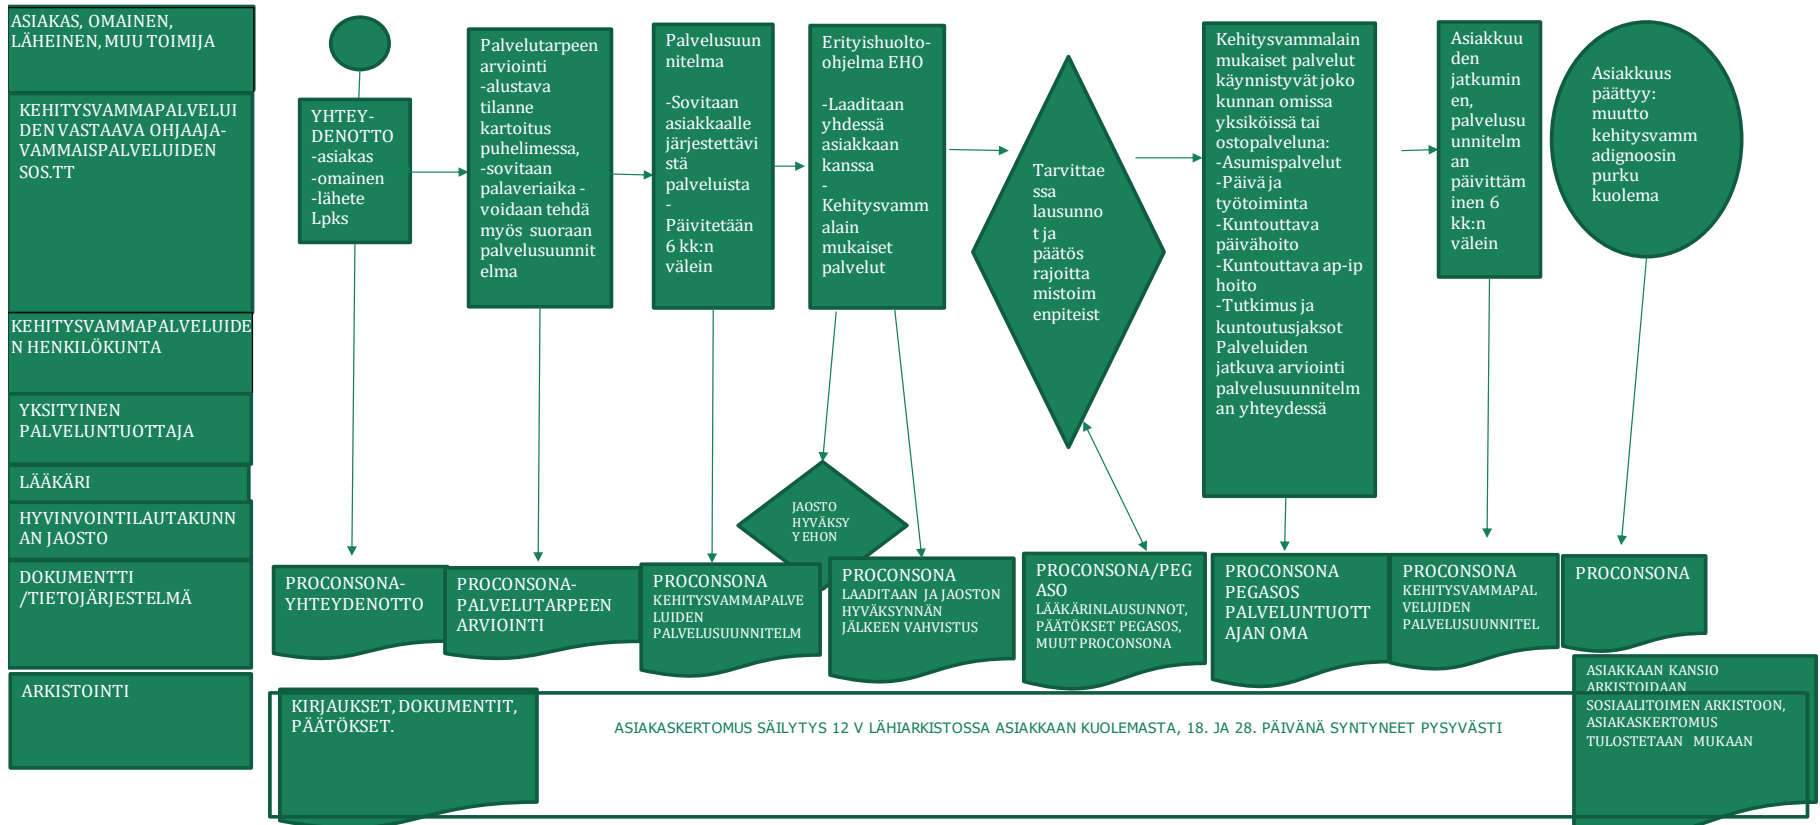 ASIAKAS, OMAINEN,
LÄHEINEN, MUU TOIMIJA
KEHITYSVAMMAPALVELUI
DEN VASTAAVA OHJAAJA-
VAMMAISPALVELUIDEN
SOS.TT
KEHITYSVAMMAPALVELUIDE
N HENKILÖKUNTA
YKSITYINEN
PALVELUNTUOTTAJA
LÄÄKÄRI
HYVINVOINTILAUTAKUNN
AN JAOSTO
DOKUMENTTI
/TIETOJÄRJESTELMÄ
ARKISTOINTI
YHTEY-
DENOTTO
-asiakas
-omainen
-lähete
Lpks
Palvelutarpeen
arviointi
-alustava
tilanne
kartoitus
puhelimessa,
-sovitaan
palaveriaika -
voidaan tehdä
myös suoraan
palvelusuunnit
elma
Palvelusuun
nitelma
-Sovitaan
asiakkaalle
järjestettävi
stä
palveluista
-
Päivitetään
6 kk:n
välein
Erityishuolto-
ohjelma EHO
-Laaditaan
yhdessä
asiakkaan
kanssa
-
Kehitysvamm
alain
mukaiset
palvelut
Tarvittae
ssa
lausunno
t ja
päätös
rajoitta
mistoim
enpiteist
Kehitysvammalain
mukaiset palvelut
käynnistyvät joko
kunnan omissa
yksiköissä tai
ostopalveluna:
-Asumispalvelut
-Päivä ja
työtoiminta
-Kuntouttava
päivähoito
-Kuntouttava ap-ip
hoito
-Tutkimus ja
kuntoutusjaksot
Palveluiden
jatkuva arviointi
palvelusuunnitelm
an yhteydessä
Asiakkuu
den
jatkumin
en,
palvelusu
unnitelm
an
päivittäm
inen 6
kk:n
välein
Asiakkuus
päättyy:
muutto
kehitysvamm
adignoosin
purku
kuolema
JAOSTO
HYVÄKSY
Y EHON
PROCONSONA-
YHTEYDENOTTO
PROCONSONA-
PALVELUTARPEEN
ARVIOINTI
PROCONSONA
KEHITYSVAMMAPALVE
LUIDEN
PALVELUSUUNNITELM
PROCONSONA
LAADITAAN JA JAOSTON
HYVÄKSYNNÄN
JÄLKEEN VAHVISTUS
PROCONSONA/PEG
ASO
LÄÄKÄRINLAUSUNNOT,
PÄÄTÖKSET PEGASOS,
MUUT PROCONSONA
PROCONSONA
PEGASOS
PALVELUNTUOTT
AJAN OMA
PROCONSONA
KEHITYSVAMMAPAL
VELUIDEN
PALVELUSUUNNITEL
PROCONSONA
KIRJAUKSET, DOKUMENTIT,
PÄÄTÖKSET.
ASIAKASKERTOMUS SÄILYTYS 12 V LÄHIARKISTOSSA ASIAKKAAN KUOLEMASTA, 18. JA 28. PÄIVÄNÄ SYNTYNEET PYSYVÄSTI
ASIAKKAAN KANSIO
ARKISTOIDAAN
SOSIAALITOIMEN ARKISTOON,
ASIAKASKERTOMUS
TULOSTETAAN MUKAAN